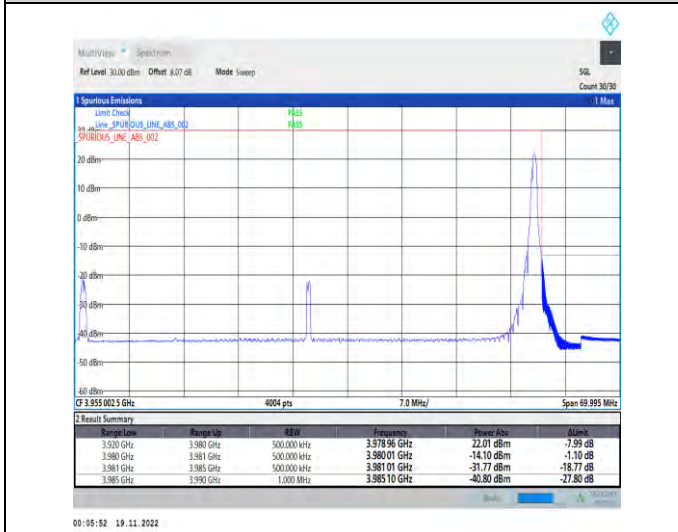 MultiView Spectrum
Ref Level 30.00 dBm Offset 8.07 dB Mode Sweep SGL
Count 30/30
1 Spurious Emissions 1 Max
Limit Check PASS
Line _SPURIOUS_LINE_ABS_002 PASS
30 dBm
_SPURIOUS_LINE_ABS_002
20 dBm
10 dBm
0 dBm
-10 dBm
-20 dBm
-30 dBm
-40 dBm
-50 dBm
-60 dBm
CF 3.955 002 5 GHz 4004 pts 7.0 MHz/ Span 69.995 MHz
2 Result Summary
Range Low Range Up RBW Frequency Power Abs ΔLimit
3.920 GHz 3.980 GHz 500.000 kHz 3.978 96 GHz 22.01 dBm -7.99 dB
3.980 GHz 3.981 GHz 500.000 kHz 3.980 01 GHz -14.10 dBm -1.10 dB
3.981 GHz 3.985 GHz 500.000 kHz 3.981 01 GHz -31.77 dBm -18.77 dB
3.985 GHz 3.990 GHz 1.000 MHz 3.985 10 GHz -40.80 dBm -27.80 dB
Ready
00:05:52 19.11.2022